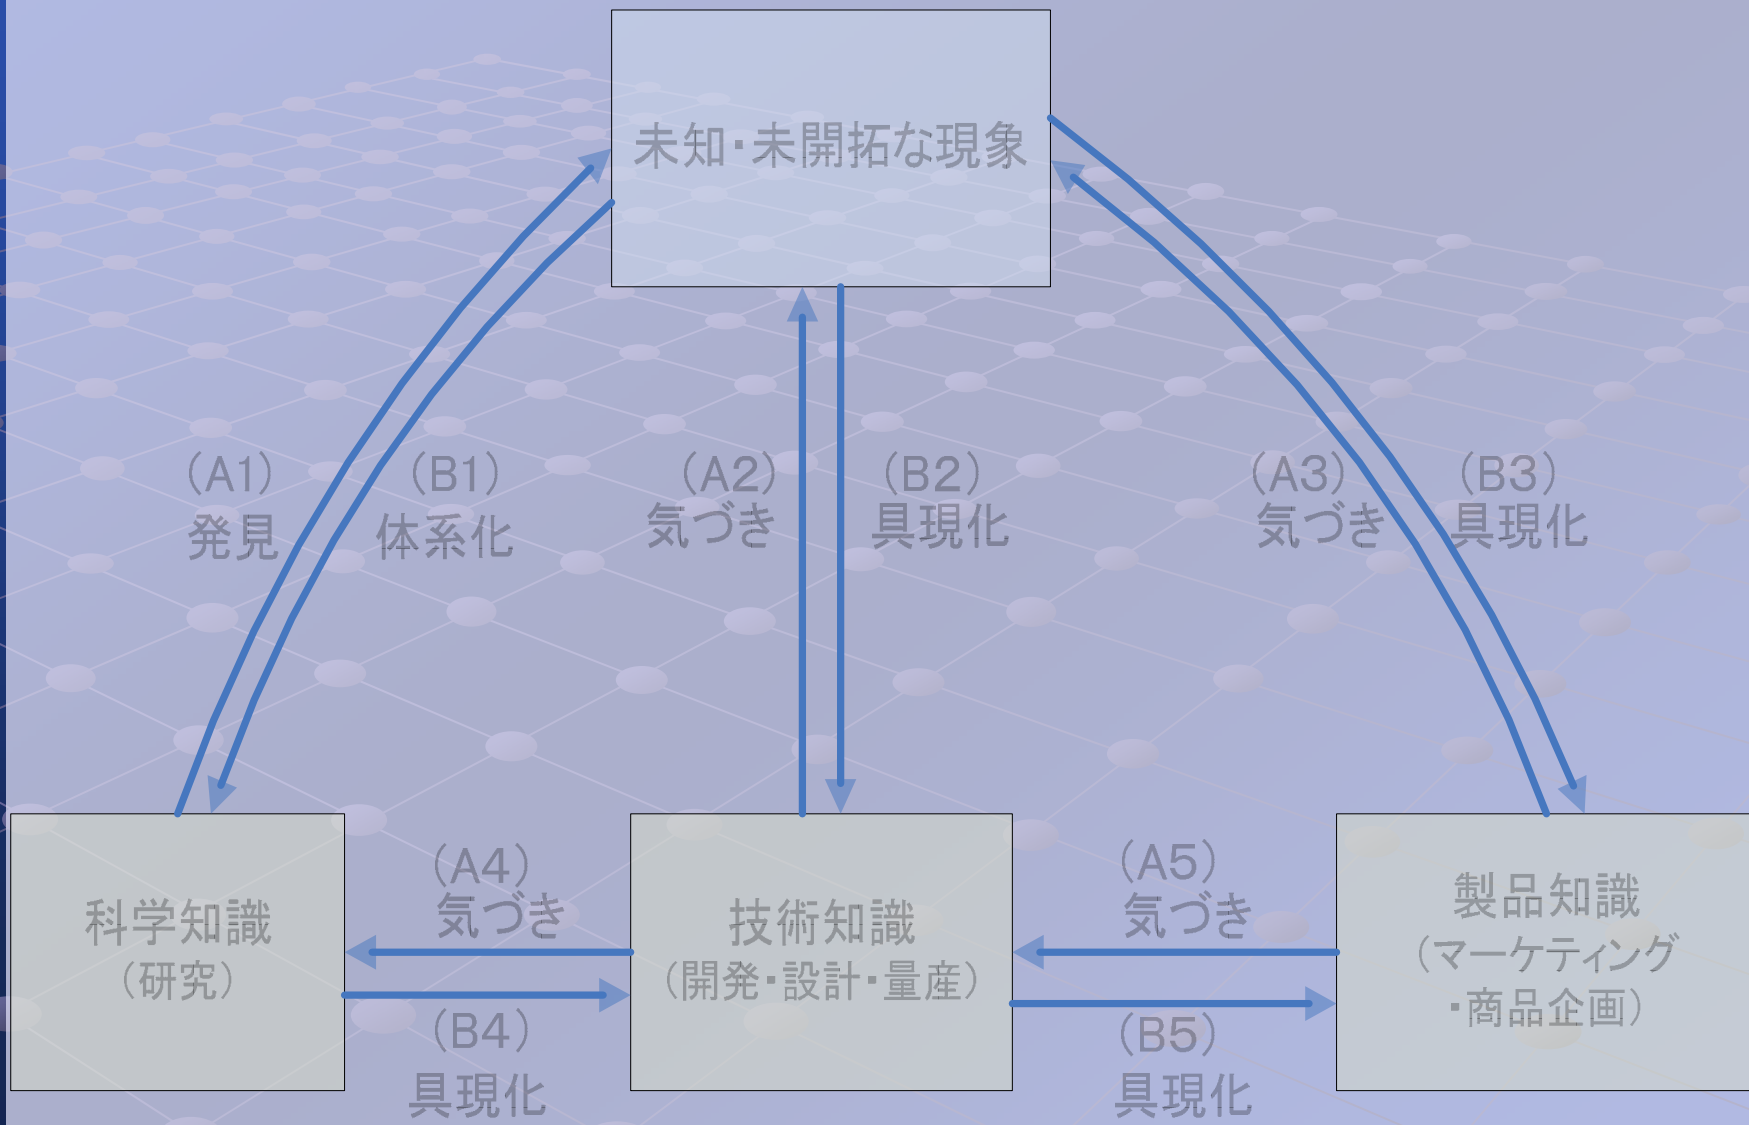 未知・未開拓な現象
(A1)
発見
(B1)
体系化
(A2)
気づき
(B2)
具現化
(A3)
気づき
(B3)
具現化
科学知識
(研究)
(A4)
気づき
(B4)
具現化
技術知識
(開発・設計・量産)
(A5)
気づき
(B5)
具現化
製品知識
(マーケティング
・商品企画)